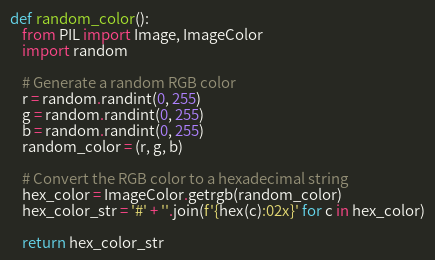 def random_color():
from PIL import Image, ImageColor
import random
# Generate a random RGB color
r = random.randint(0, 255)
g = random.randint(0, 255)
b = random.randint(0, 255)
random_color = (r, g, b)
# Convert the RGB color to a hexadecimal string
hex_color = ImageColor.getrgb(random_color)
hex_color_str = '#' + ''.join(f'{hex(c):02x}' for c in hex_color)
return hex_color_str